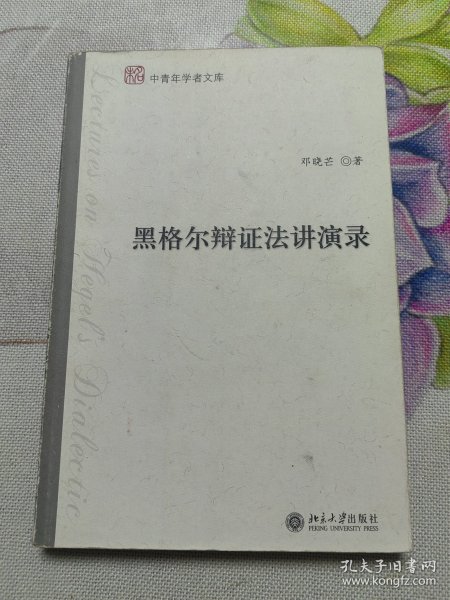 中青年学者文库
邓晓芒 ◎著
黑格尔辩证法讲演录
Lectures on Hegel's Dialectic
北京大学出版社
PEKING UNIVERSITY PRESS
孔夫子旧书网
www.kongfz.com